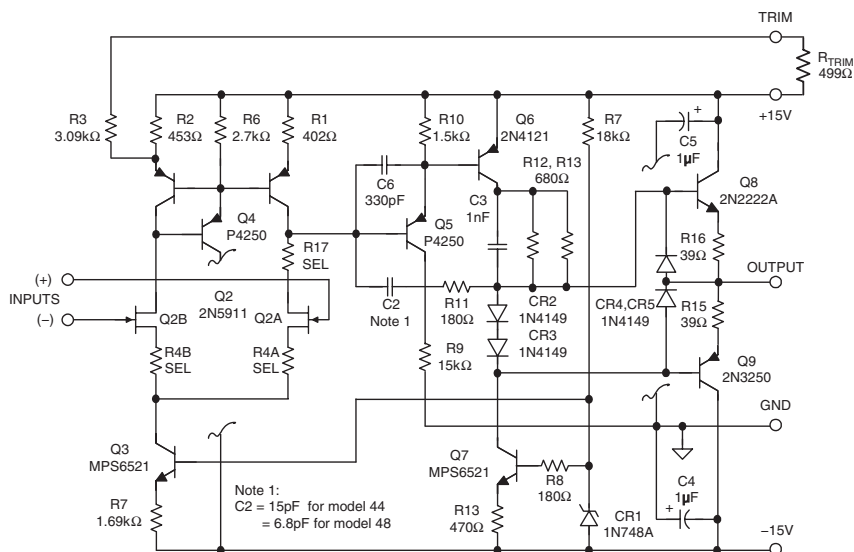 TRIM
RTRIM
499Ω
+15V
R3
3.09kΩ
R2
453Ω
R6
2.7kΩ
R1
402Ω
R10
1.5kΩ
Q6
2N4121
R7
18kΩ
C5
1µF
+
R12, R13
680Ω
C6
330pF
C3
1nF
Q8
2N2222A
Q4
P4250
Q5
P4250
R17
SEL
R16
39Ω
(+)
INPUTS
(−)
Q2
2N5911
Q2B
Q2A
C2
Note 1
R11
180Ω
CR2
1N4149
CR3
1N4149
CR4,CR5
1N4149
OUTPUT
R15
39Ω
R4B
SEL
R4A
SEL
R9
15kΩ
Q9
2N3250
GND
Q3
MPS6521
Q7
MPS6521
R8
180Ω
C4
1µF
+
R7
1.69kΩ
Note 1:
C2 = 15pF for model 44
= 6.8pF for model 48
R13
470Ω
CR1
1N748A
−15V